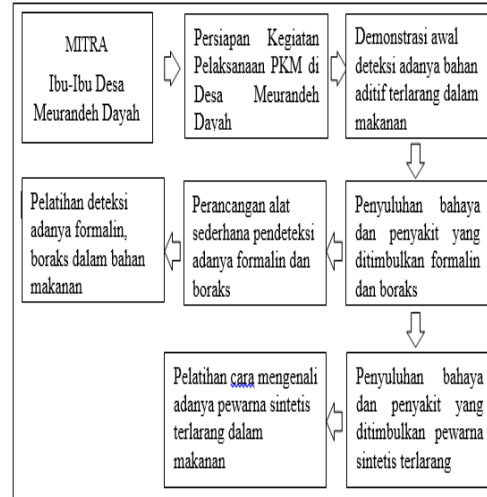 MITRA
Ibu-Ibu Desa
Meurandeh Dayah
Persiapan Kegiatan
Pelaksanaan PKM di
Desa Meurandeh
Dayah
Demonstrasi awal
deteksi adanya bahan
aditif terlarang dalam
makanan
Penyuluhan bahaya
dan penyakit yang
ditimbulkan formalin
dan boraks
Perancangan alat
sederhana pendeteksi
adanya formalin dan
boraks
Pelatihan deteksi
adanya formalin,
boraks dalam bahan
makanan
Penyuluhan bahaya
dan penyakit yang
ditimbulkan pewarna
sintetis terlarang
Pelatihan cara mengenali
adanya pewarna sintetis
terlarang dalam
makanan